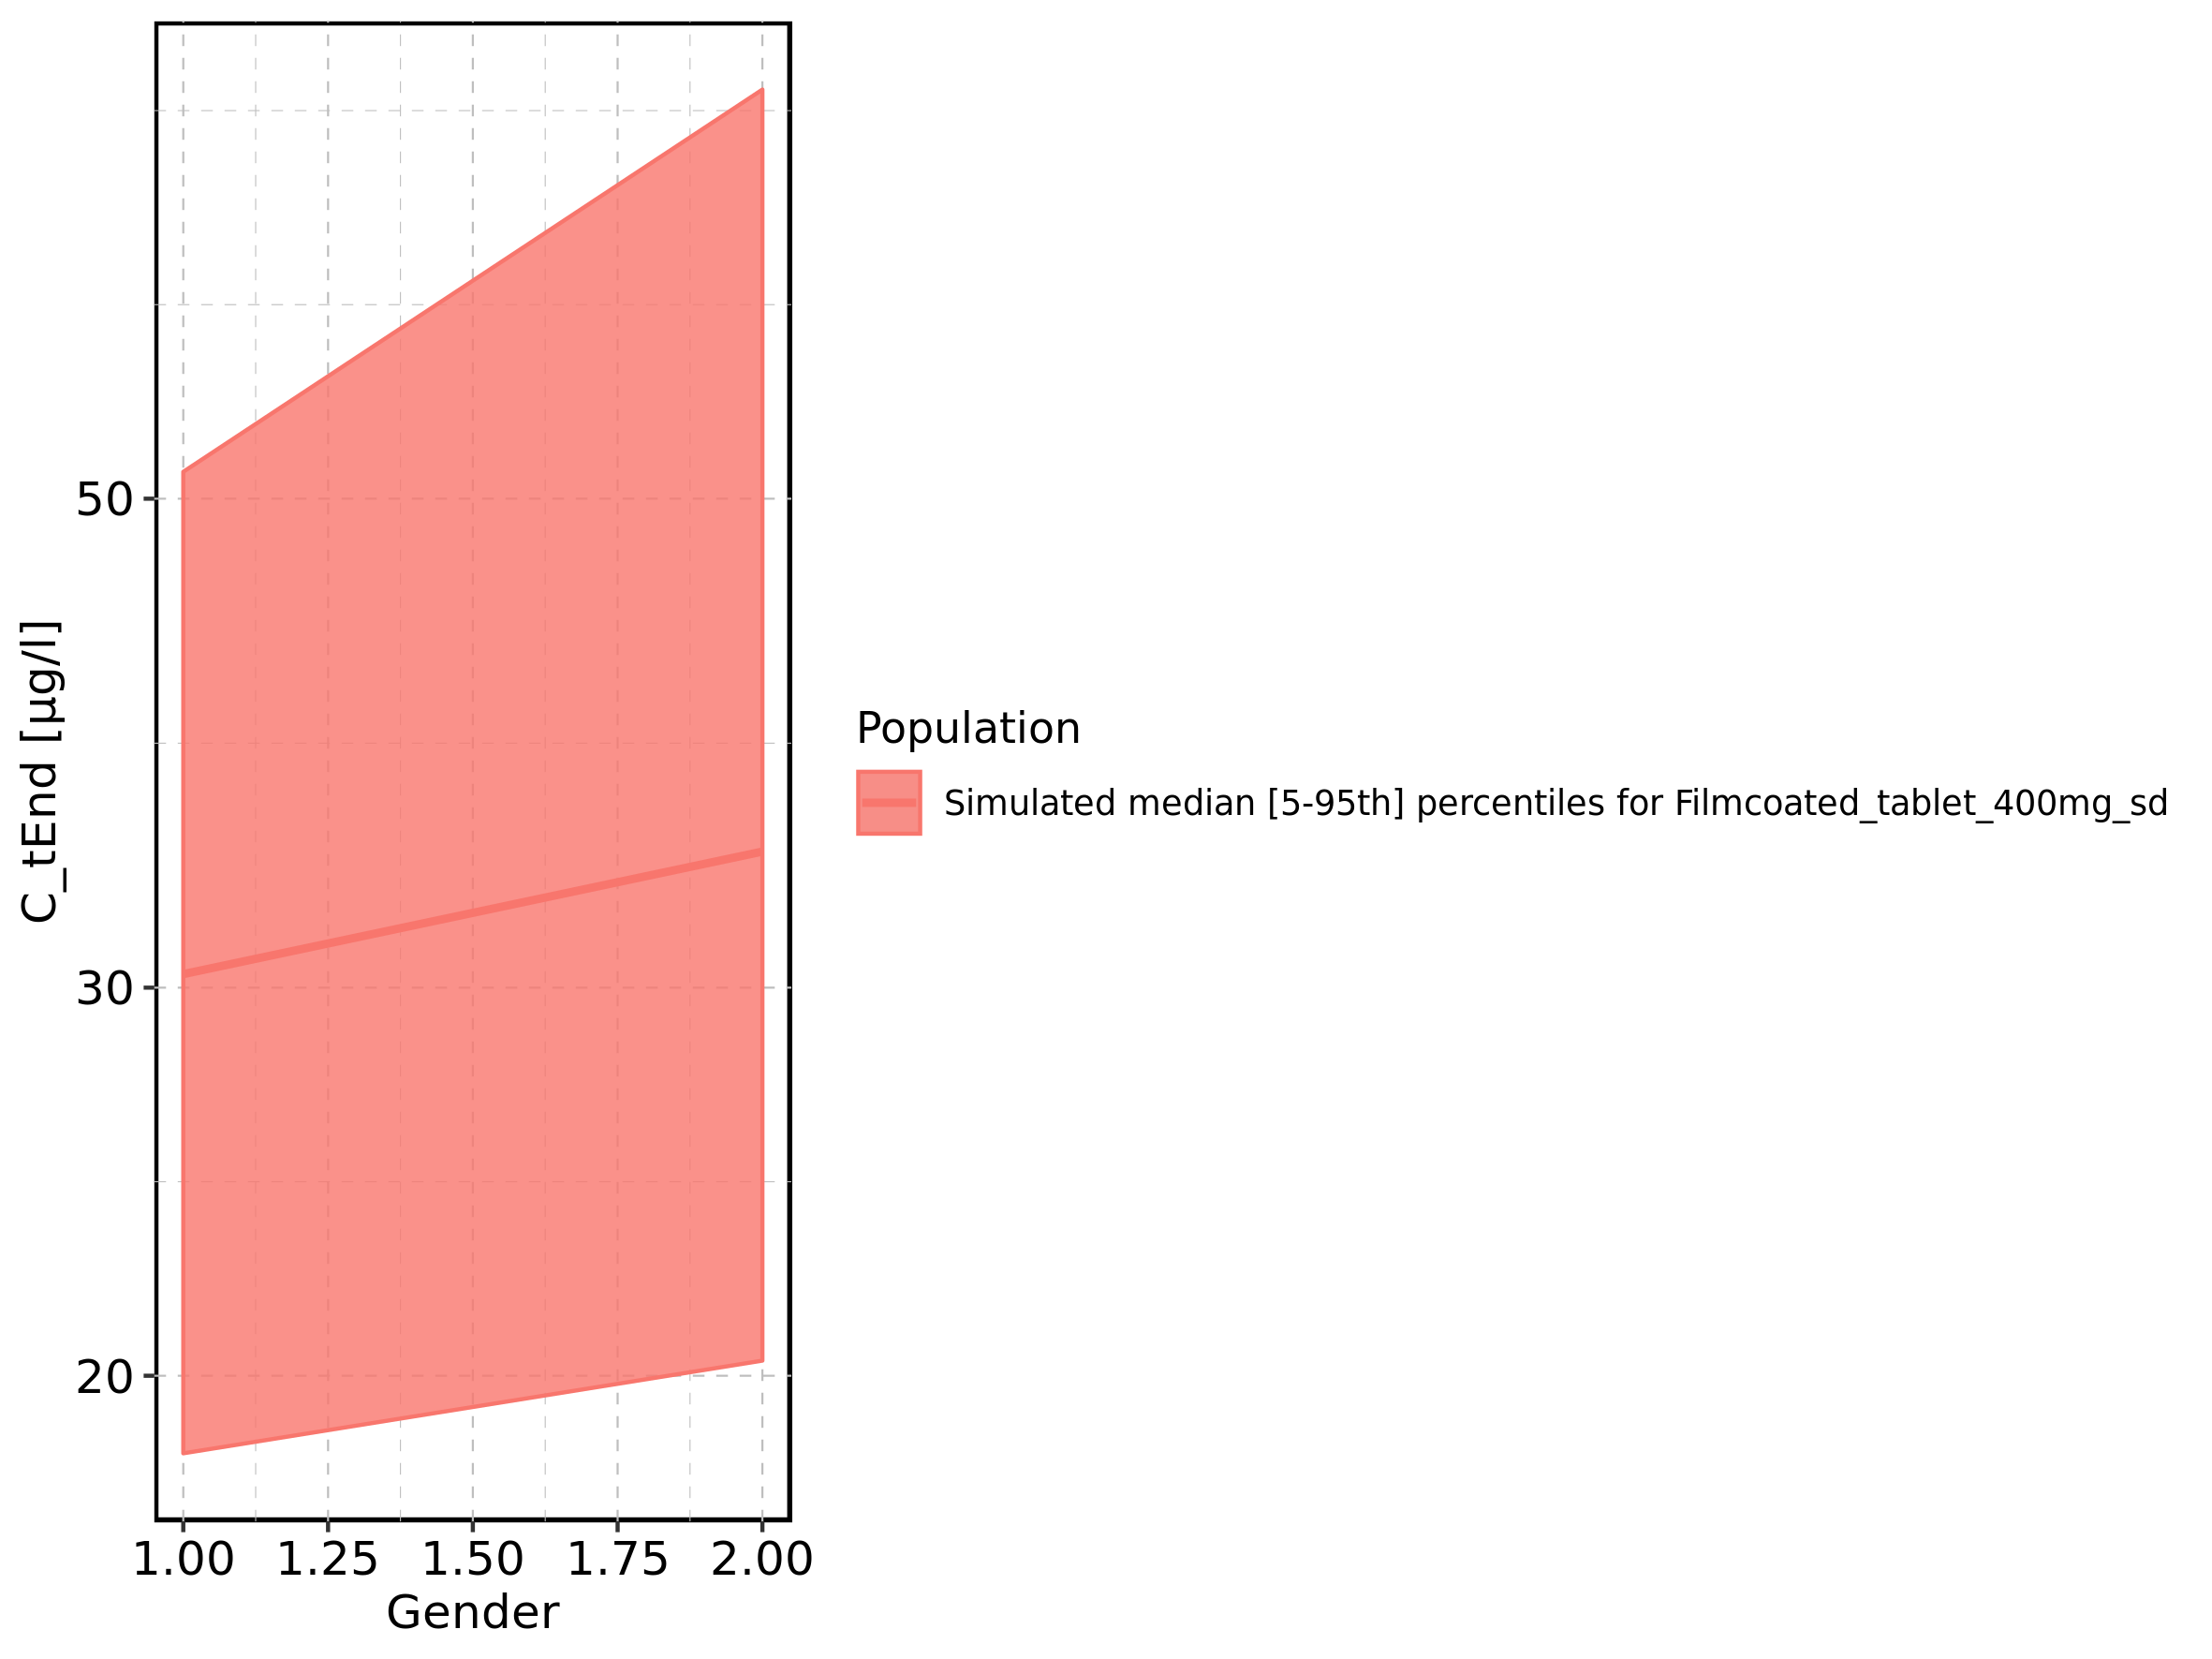 C_tEnd [µg/l]
50
30
20
1.00 1.25 1.50 1.75 2.00
Gender
Population
Simulated median [5-95th] percentiles for Filmcoated_tablet_400mg_sd